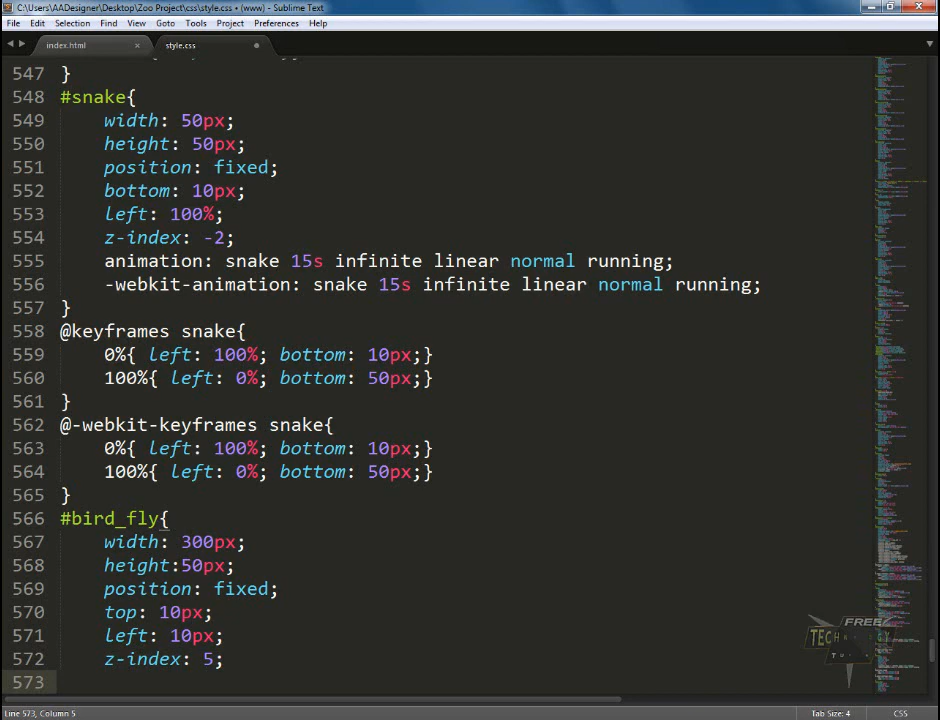 C:\Users\AADesigner\Desktop\Zoo Project\css\style.css • (www) - Sublime Text
File Edit Selection Find View Goto Tools Project Preferences Help
index.html × style.css
547 }
548 #snake{
549 width: 50px;
550 height: 50px;
551 position: fixed;
552 bottom: 10px;
553 left: 100%;
554 z-index: -2;
555 animation: snake 15s infinite linear normal running;
556 -webkit-animation: snake 15s infinite linear normal running;
557 }
558 @keyframes snake{
559 0%{ left: 100%; bottom: 10px;}
560 100%{ left: 0%; bottom: 50px;}
561 }
562 @-webkit-keyframes snake{
563 0%{ left: 100%; bottom: 10px;}
564 100%{ left: 0%; bottom: 50px;}
565 }
566 #bird_fly{
567 width: 300px;
568 height:50px;
569 position: fixed;
570 top: 10px;
571 left: 10px;
572 z-index: 5;
573
FREE
Line 573, Column 5 Tab Size: 4 CSS